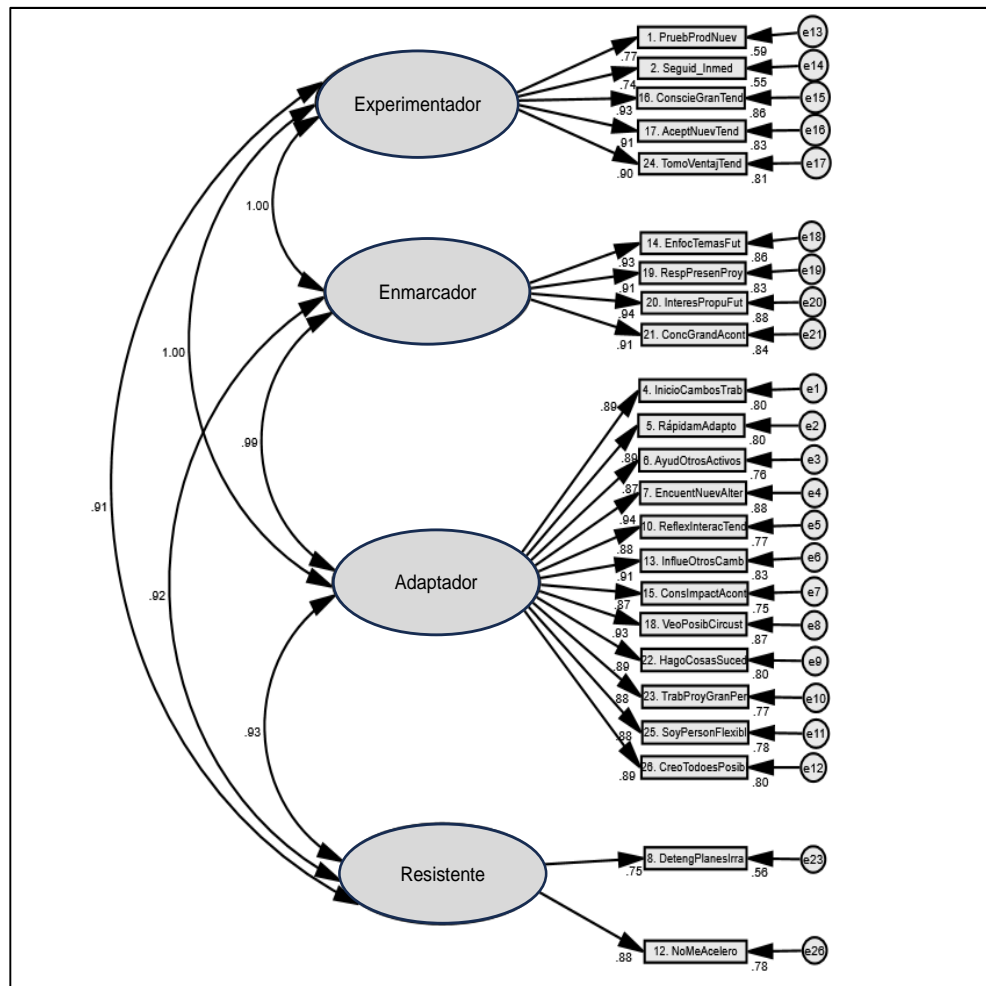 Experimentador
1. PruebProdNuev
e13
.77
.59
2. Seguid_Inmed
e14
.74
.55
16. ConscieGranTend
e15
.93
.86
17. AceptNuevTend
e16
.91
.83
24. TomoVentajTend
e17
.90
.81
1.00
Enmarcador
14. EnfocTemasFut
e18
.93
.86
19. RespPresenProy
e19
.91
.83
20. InteresPropuFut
e20
.94
.88
21. ConcGrandAcont
e21
.91
.84
1.00
.99
.91
.92
Adaptador
4. InicioCambosTrab
e1
.89
.80
5. RápidamAdapto
e2
.89
.80
6. AyudOtrosActivos
e3
.87
.76
7. EncuentNuevAlter
e4
.94
.88
10. ReflexInteracTend
e5
.88
.77
13. InflueOtrosCamb
e6
.91
.83
15. ConsImpactAcont
e7
.87
.75
18. VeoPosibCircust
e8
.93
.87
22. HagoCosasSuced
e9
.89
.80
23. TrabProyGranPer
e10
.88
.77
25. SoyPersonFlexibl
e11
.88
.78
26. CreoTodoesPosib
e12
.89
.80
.93
Resistente
8. DetengPlanesIrra
e23
.75
.56
12. NoMeAcelero
e26
.88
.78